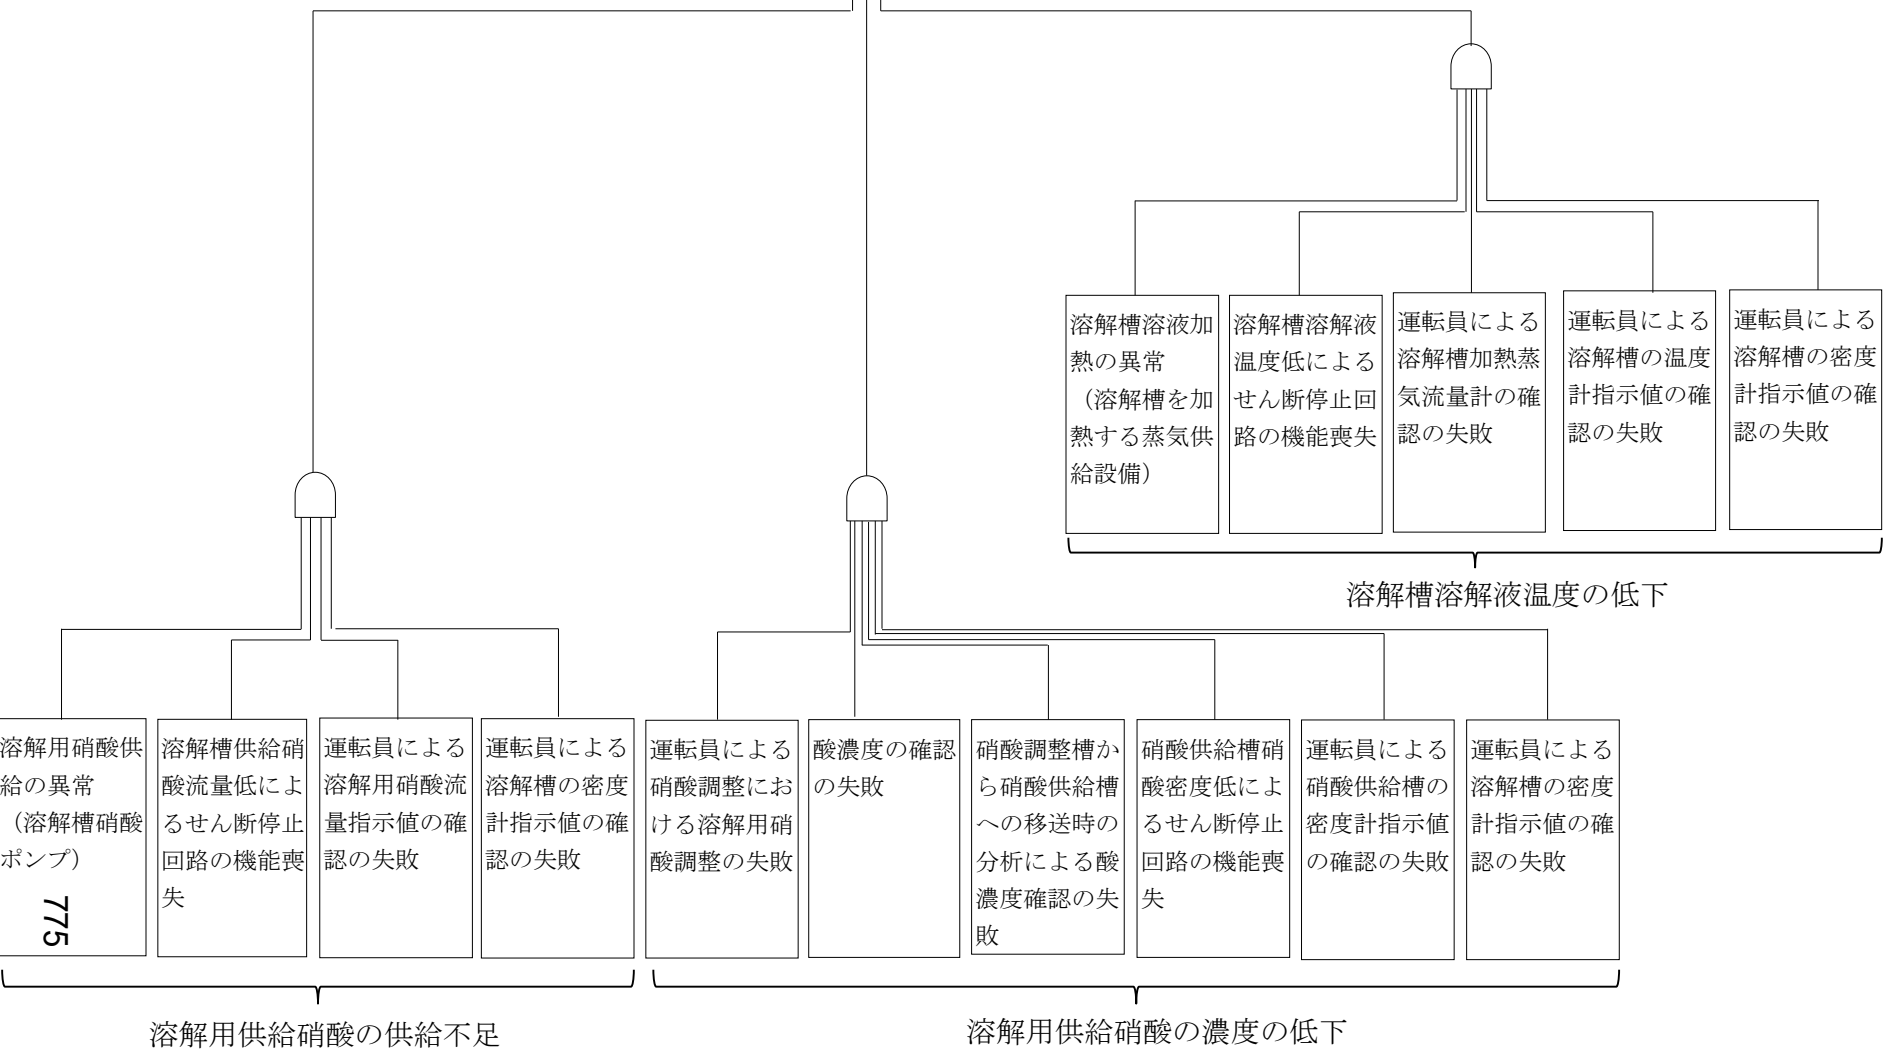 溶解槽溶液加
熱の異常
（溶解槽を加
熱する蒸気供
給設備）
溶解槽溶解液
温度低による
せん断停止回
路の機能喪失
運転員による
溶解槽加熱蒸
気流量計の確
認の失敗
運転員による
溶解槽の温度
計指示値の確
認の失敗
運転員による
溶解槽の密度
計指示値の確
認の失敗
溶解槽溶解液温度の低下
溶解用硝酸供
給の異常
（溶解槽硝酸
ポンプ）
775
溶解槽供給硝
酸流量低によ
るせん断停止
回路の機能喪
失
運転員による
溶解用硝酸流
量指示値の確
認の失敗
運転員による
溶解槽の密度
計指示値の確
認の失敗
溶解用供給硝酸の供給不足
運転員による
硝酸調整にお
ける溶解用硝
酸調整の失敗
酸濃度の確認
の失敗
硝酸調整槽か
ら硝酸供給槽
への移送時の
分析による酸
濃度確認の失
敗
硝酸供給槽硝
酸密度低によ
るせん断停止
回路の機能喪
失
運転員による
硝酸供給槽の
密度計指示値
の確認の失敗
運転員による
溶解槽の密度
計指示値の確
認の失敗
溶解用供給硝酸の濃度の低下